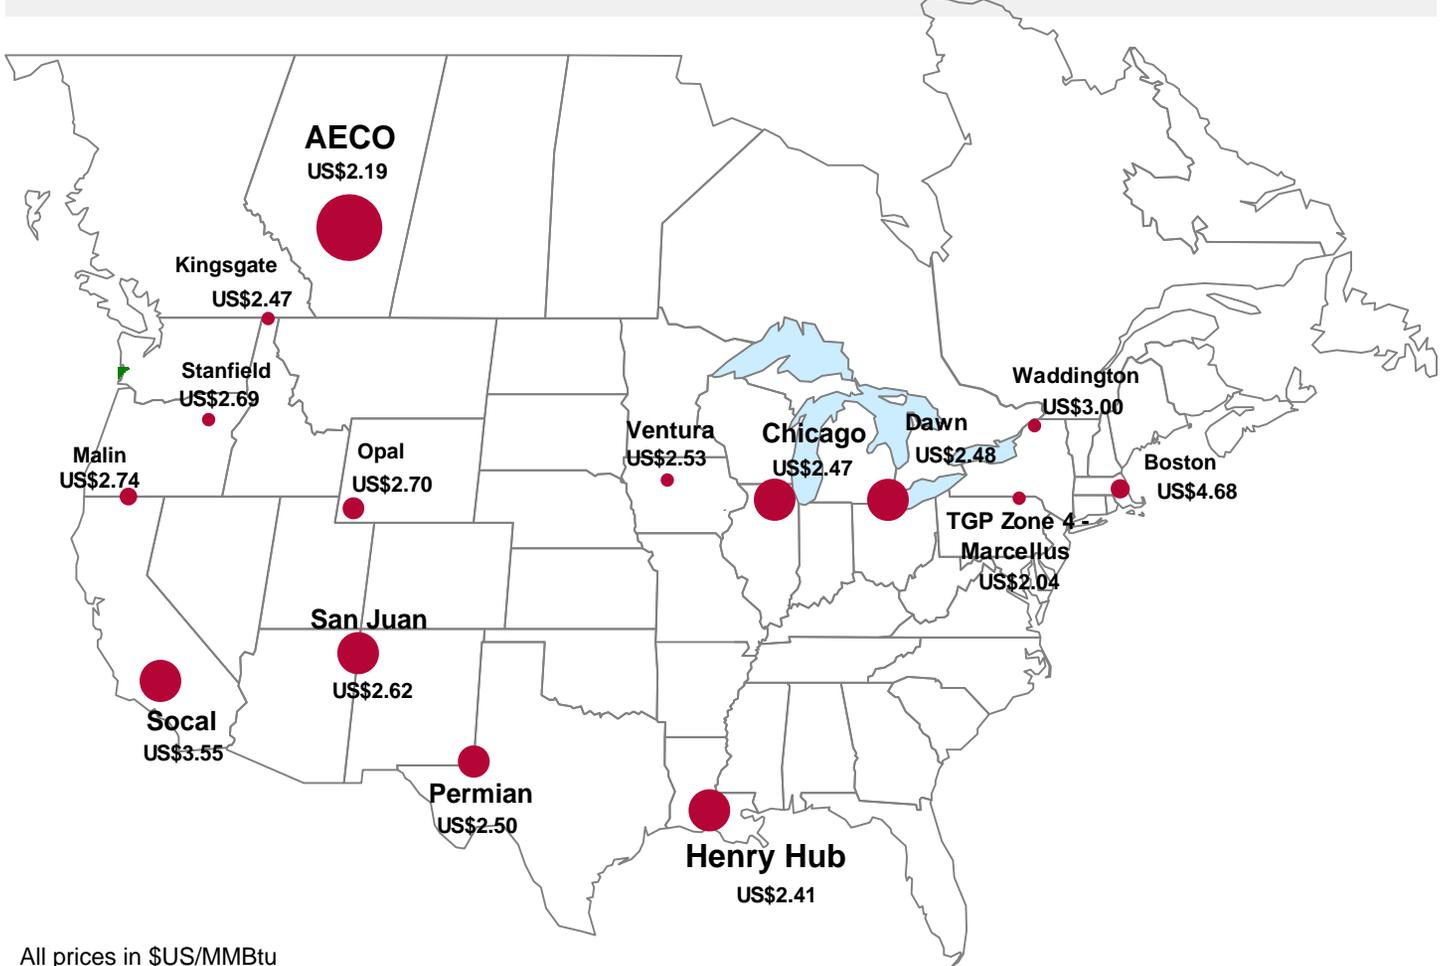 AECO
US$2.19
Kingsgate
US$2.47
Stanfield
US$2.69
Malin
US$2.74
Opal
US$2.70
Ventura
US$2.53
Chicago
US$2.47
Dawn
US$2.48
Waddington
US$3.00
Boston
US$4.68
TGP Zone 4 -
Marcellus
US$2.04
San Juan
US$2.62
Socal
US$3.55
Permian
US$2.50
Henry Hub
US$2.41
All prices in $US/MMBtu